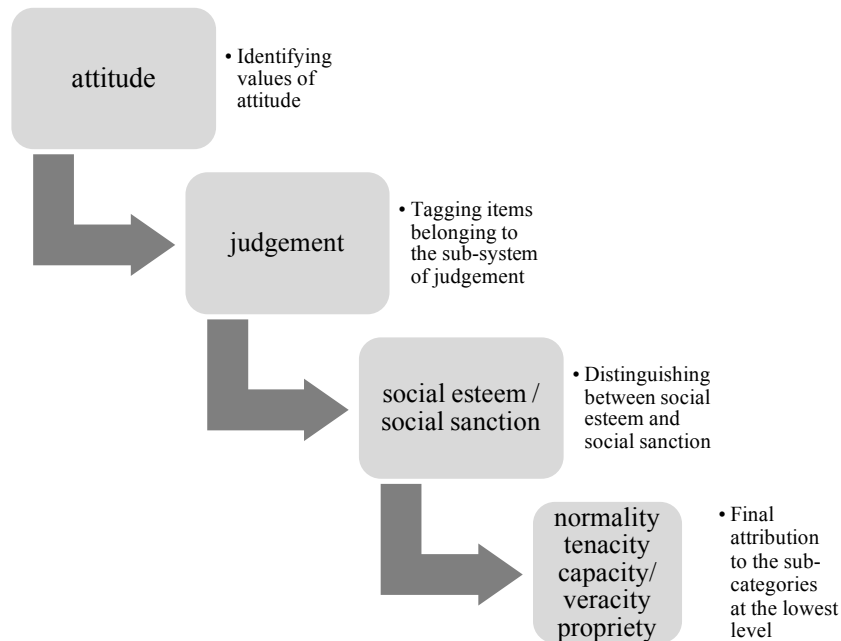 attitude
• Identifying
values of
attitude
judgement
• Tagging items
belonging to
the sub-system
of judgement
social esteem /
social sanction
• Distinguishing
between social
esteem and
social sanction
normality
tenacity
capacity/
veracity
propriety
• Final
attribution
to the sub-
categories
at the lowest
level